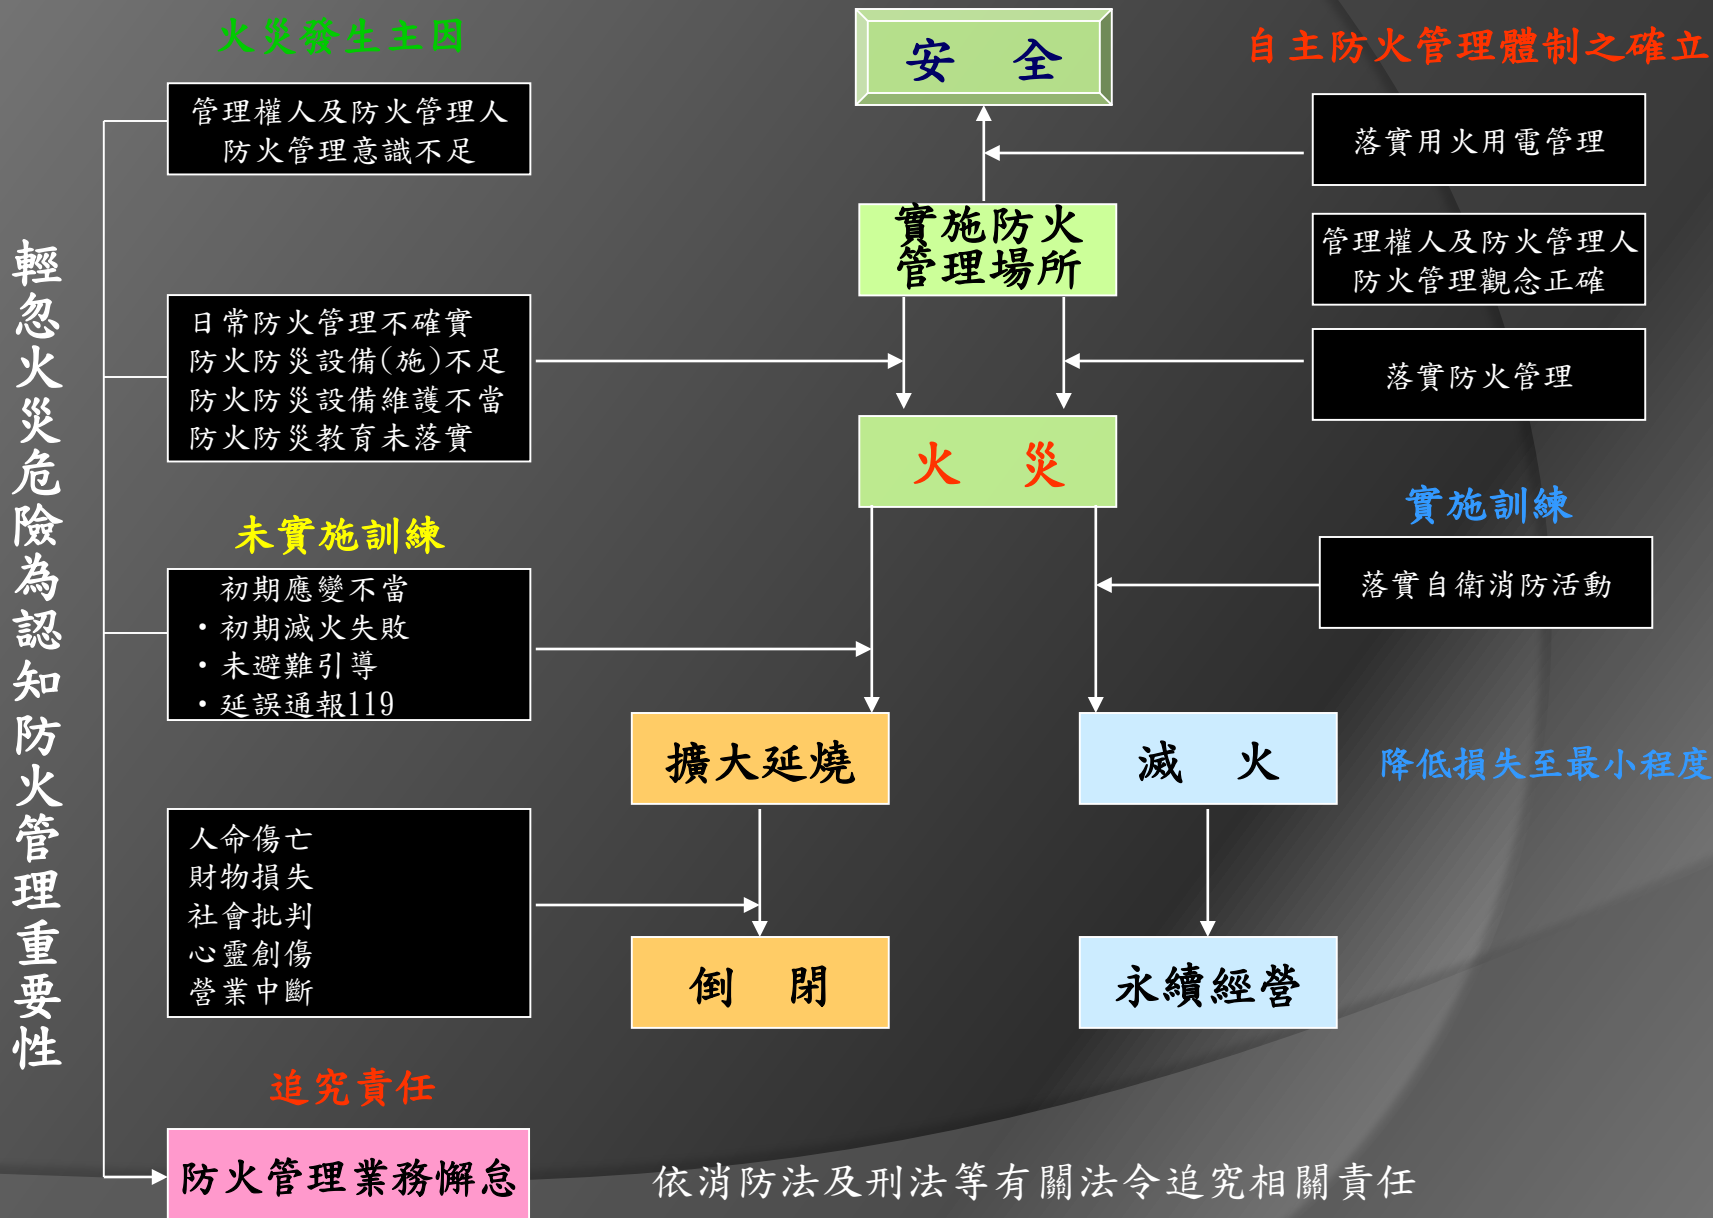 輕忽火災危險為認知防火管理重要性
火災發生主因
管理權人及防火管理人
防火管理意識不足
日常防火管理不確實
防火防災設備(施)不足
防火防災設備維護不當
防火防災教育未落實
未實施訓練
初期應變不當
・初期滅火失敗
・未避難引導
・延誤通報119
人命傷亡
財物損失
社會批判
心靈創傷
營業中斷
追究責任
防火管理業務懈怠
安 全
實施防火
管理場所
火 災
擴大延燒
倒 閉
滅 火
永續經營
自主防火管理體制之確立
落實用火用電管理
管理權人及防火管理人
防火管理觀念正確
落實防火管理
實施訓練
落實自衛消防活動
降低損失至最小程度
依消防法及刑法等有關法令追究相關責任